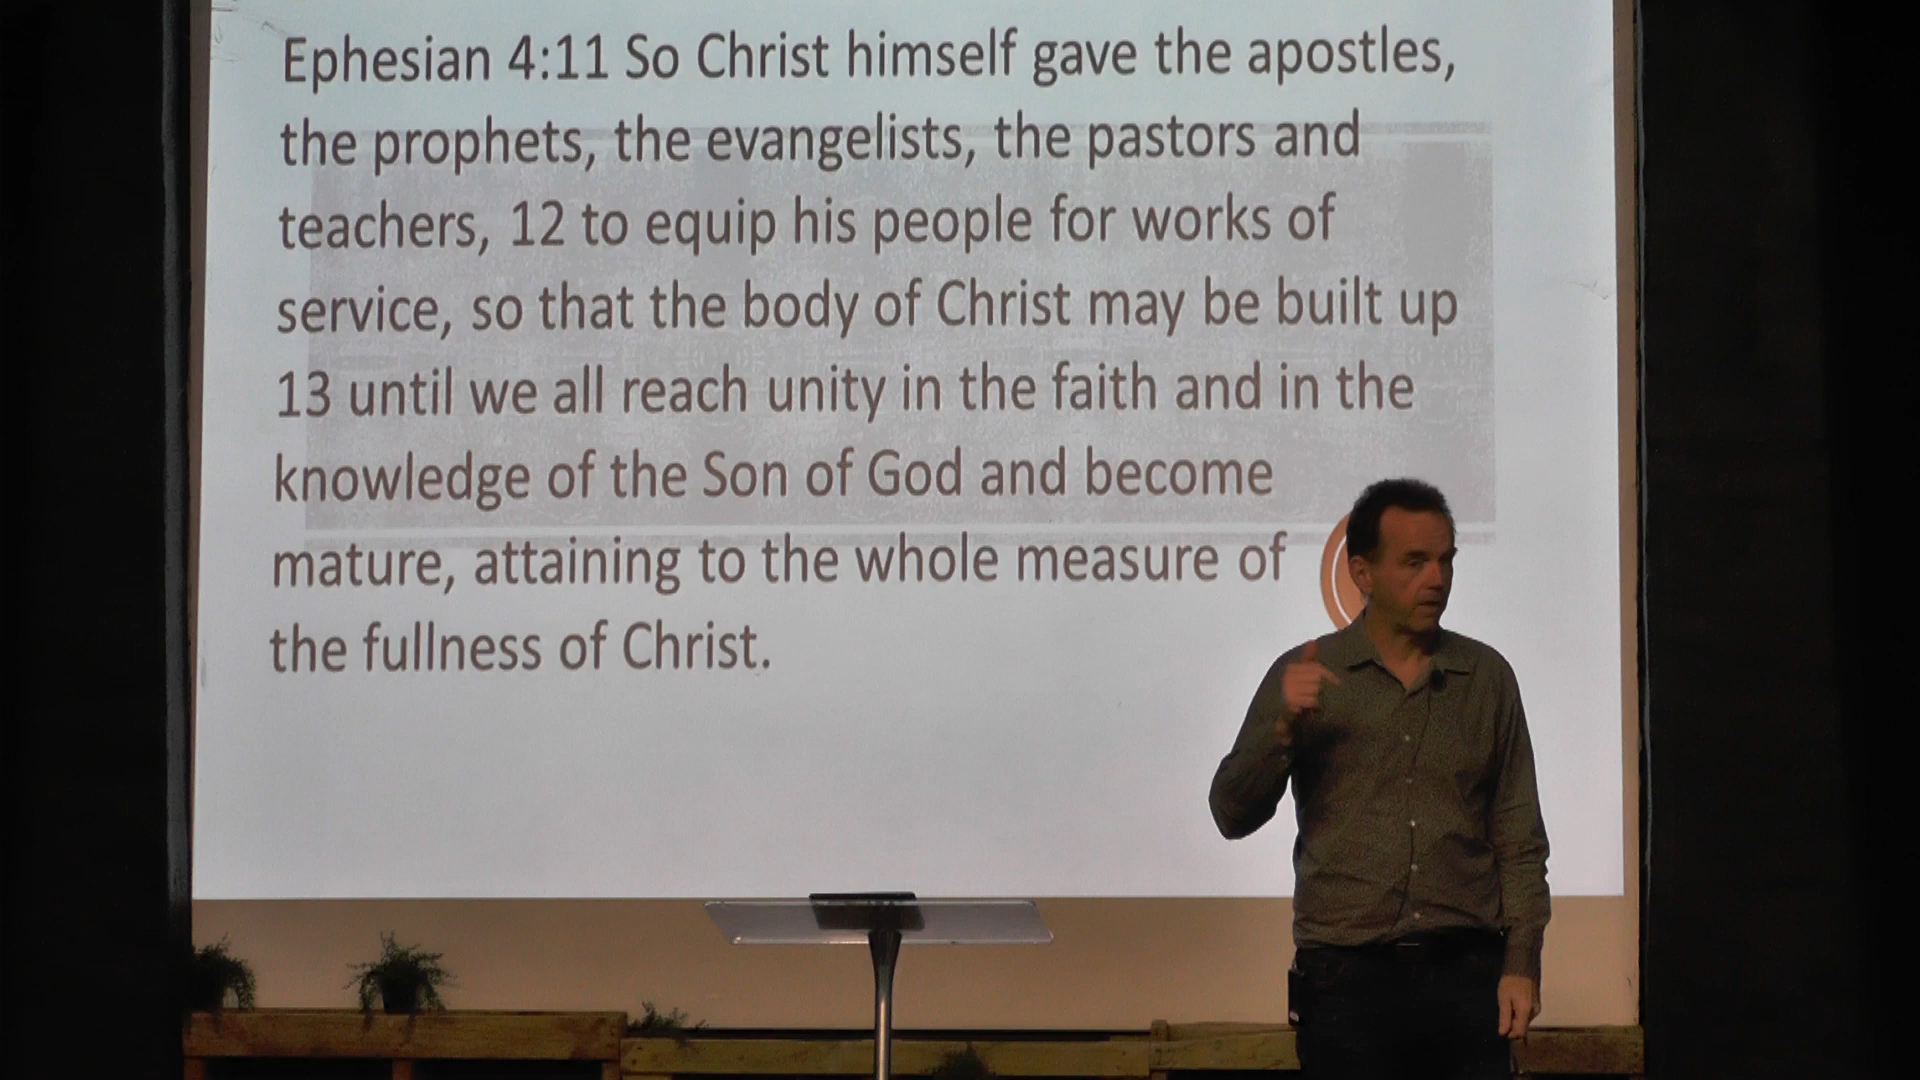 Ephesian 4:11 So Christ himself gave the apostles,
the prophets, the evangelists, the pastors and
teachers, 12 to equip his people for works of
service, so that the body of Christ may be built up
13 until we all reach unity in the faith and in the
knowledge of the Son of God and become
mature, attaining to the whole measure of
the fullness of Christ.